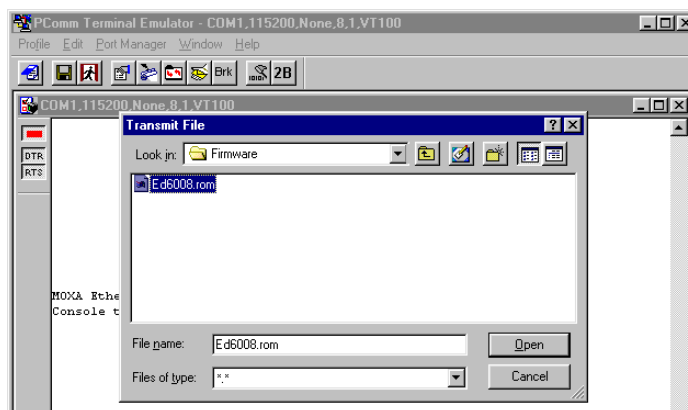 PComm Terminal Emulator - COM1,115200,None,8,1,VT100
Profile Edit Port Manager Window Help
Brk 2B
COM1,115200,None,8,1,VT100
DTR
RTS
Transmit File
Look in: Firmware
Ed6008.rom
MOXA Ethe
Console t
File name: Ed6008.rom Open
Files of type: *.* Cancel